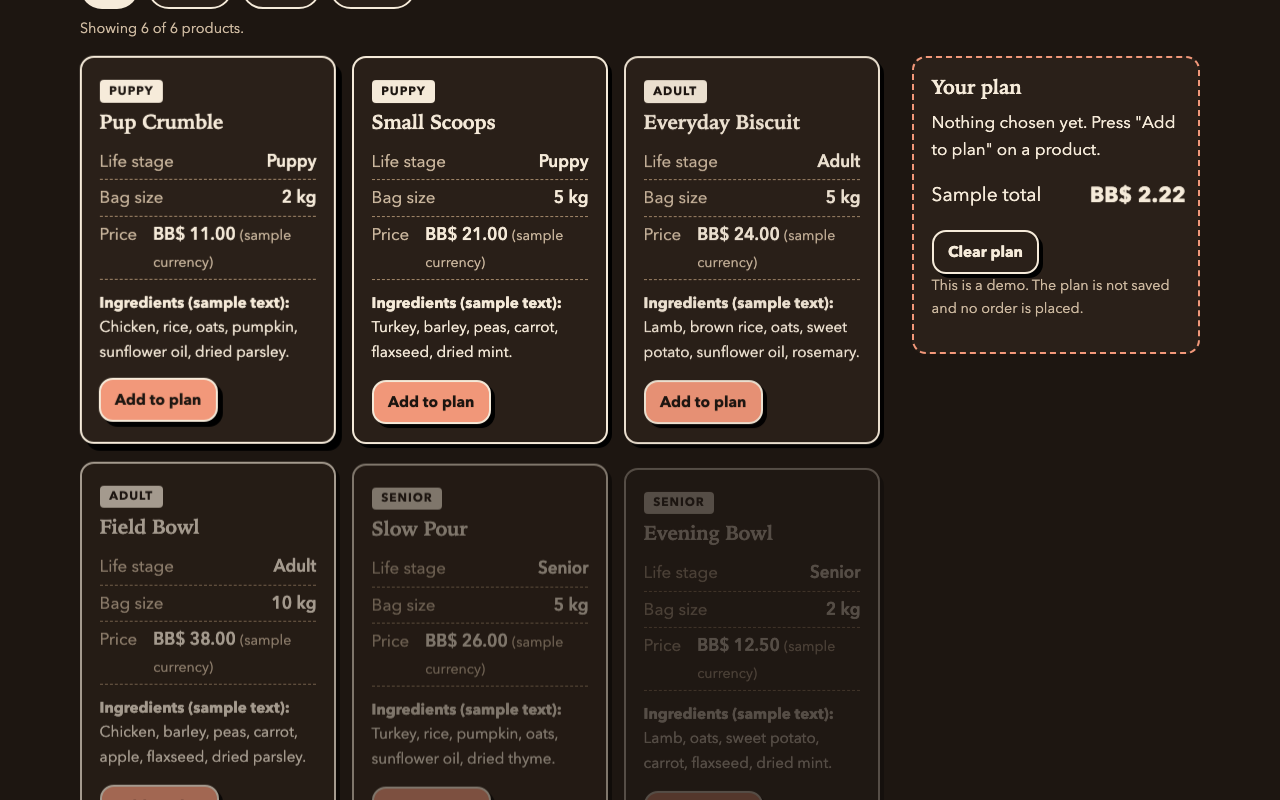 Showing 6 of 6 products.
PUPPY
Pup Crumble
Life stage Puppy
Bag size 2 kg
Price BB$ 11.00 (sample
currency)
Ingredients (sample text):
Chicken, rice, oats, pumpkin,
sunflower oil, dried parsley.
Add to plan
PUPPY
Small Scoops
Life stage Puppy
Bag size 5 kg
Price BB$ 21.00 (sample
currency)
Ingredients (sample text):
Turkey, barley, peas, carrot,
flaxseed, dried mint.
Add to plan
ADULT
Everyday Biscuit
Life stage Adult
Bag size 5 kg
Price BB$ 24.00 (sample
currency)
Ingredients (sample text):
Lamb, brown rice, oats, sweet
potato, sunflower oil, rosemary.
Add to plan
Your plan
Nothing chosen yet. Press "Add
to plan" on a product.
Sample total BB$ 2.22
Clear plan
This is a demo. The plan is not saved
and no order is placed.
ADULT
Field Bowl
Life stage Adult
Bag size 10 kg
Price BB$ 38.00 (sample
currency)
Ingredients (sample text):
Chicken, barley, peas, carrot,
apple, flaxseed, dried parsley.
SENIOR
Slow Pour
Life stage Senior
Bag size 5 kg
Price BB$ 26.00 (sample
currency)
Ingredients (sample text):
Turkey, rice, pumpkin, oats,
sunflower oil, dried thyme.
SENIOR
Evening Bowl
Life stage Senior
Bag size 2 kg
Price BB$ 12.50 (sample
currency)
Ingredients (sample text):
Lamb, oats, sweet potato,
carrot, flaxseed, dried mint.